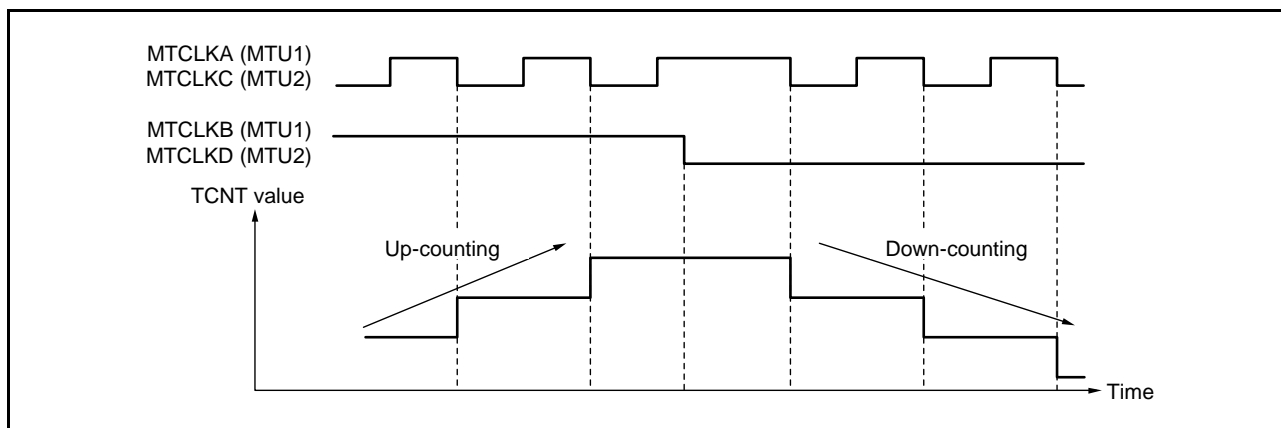 MTCLKA (MTU1)
MTCLKC (MTU2)
MTCLKB (MTU1)
MTCLKD (MTU2)
TCNT value
Up-counting
Down-counting
Time